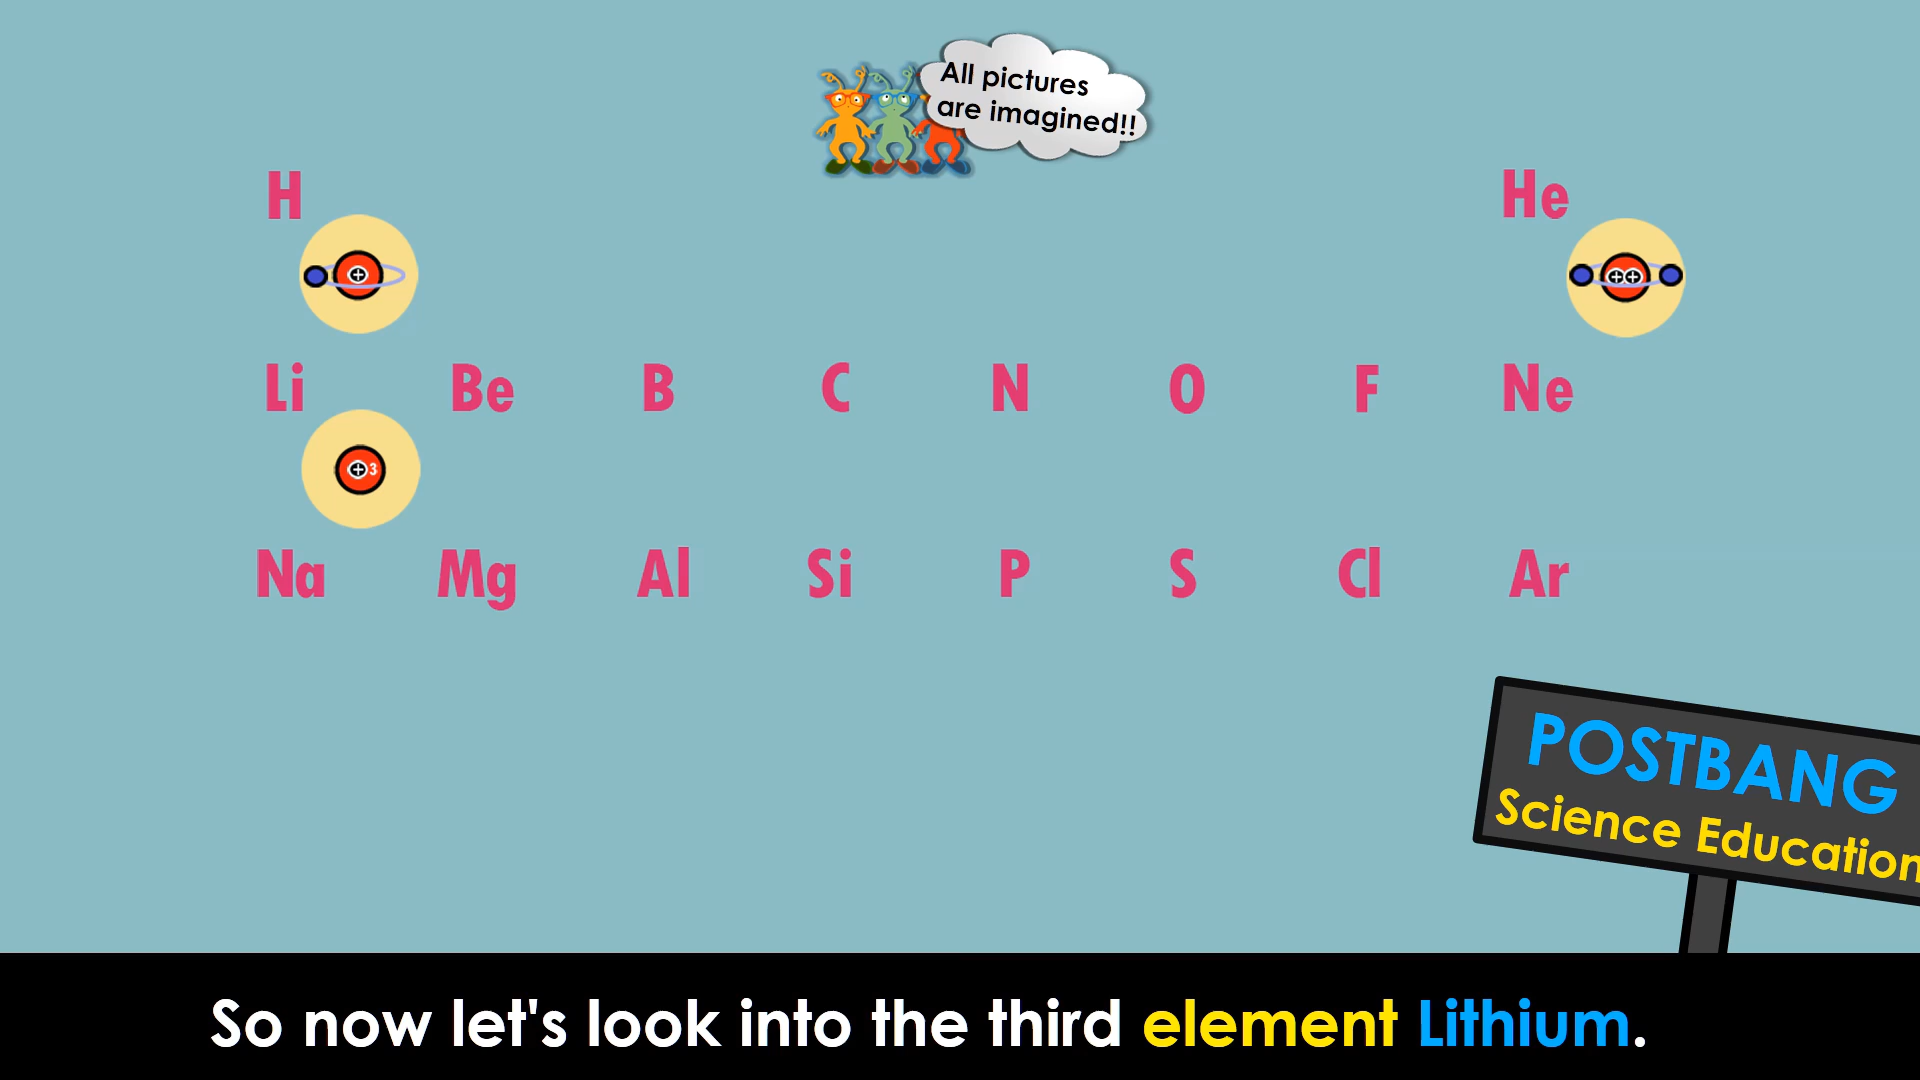 All pictures
are imagined!!
H He
+ ++
Li Be B C N O F Ne
+3
Na Mg Al Si P S Cl Ar
POSTBANG
Science Education
So now let's look into the third element Lithium.